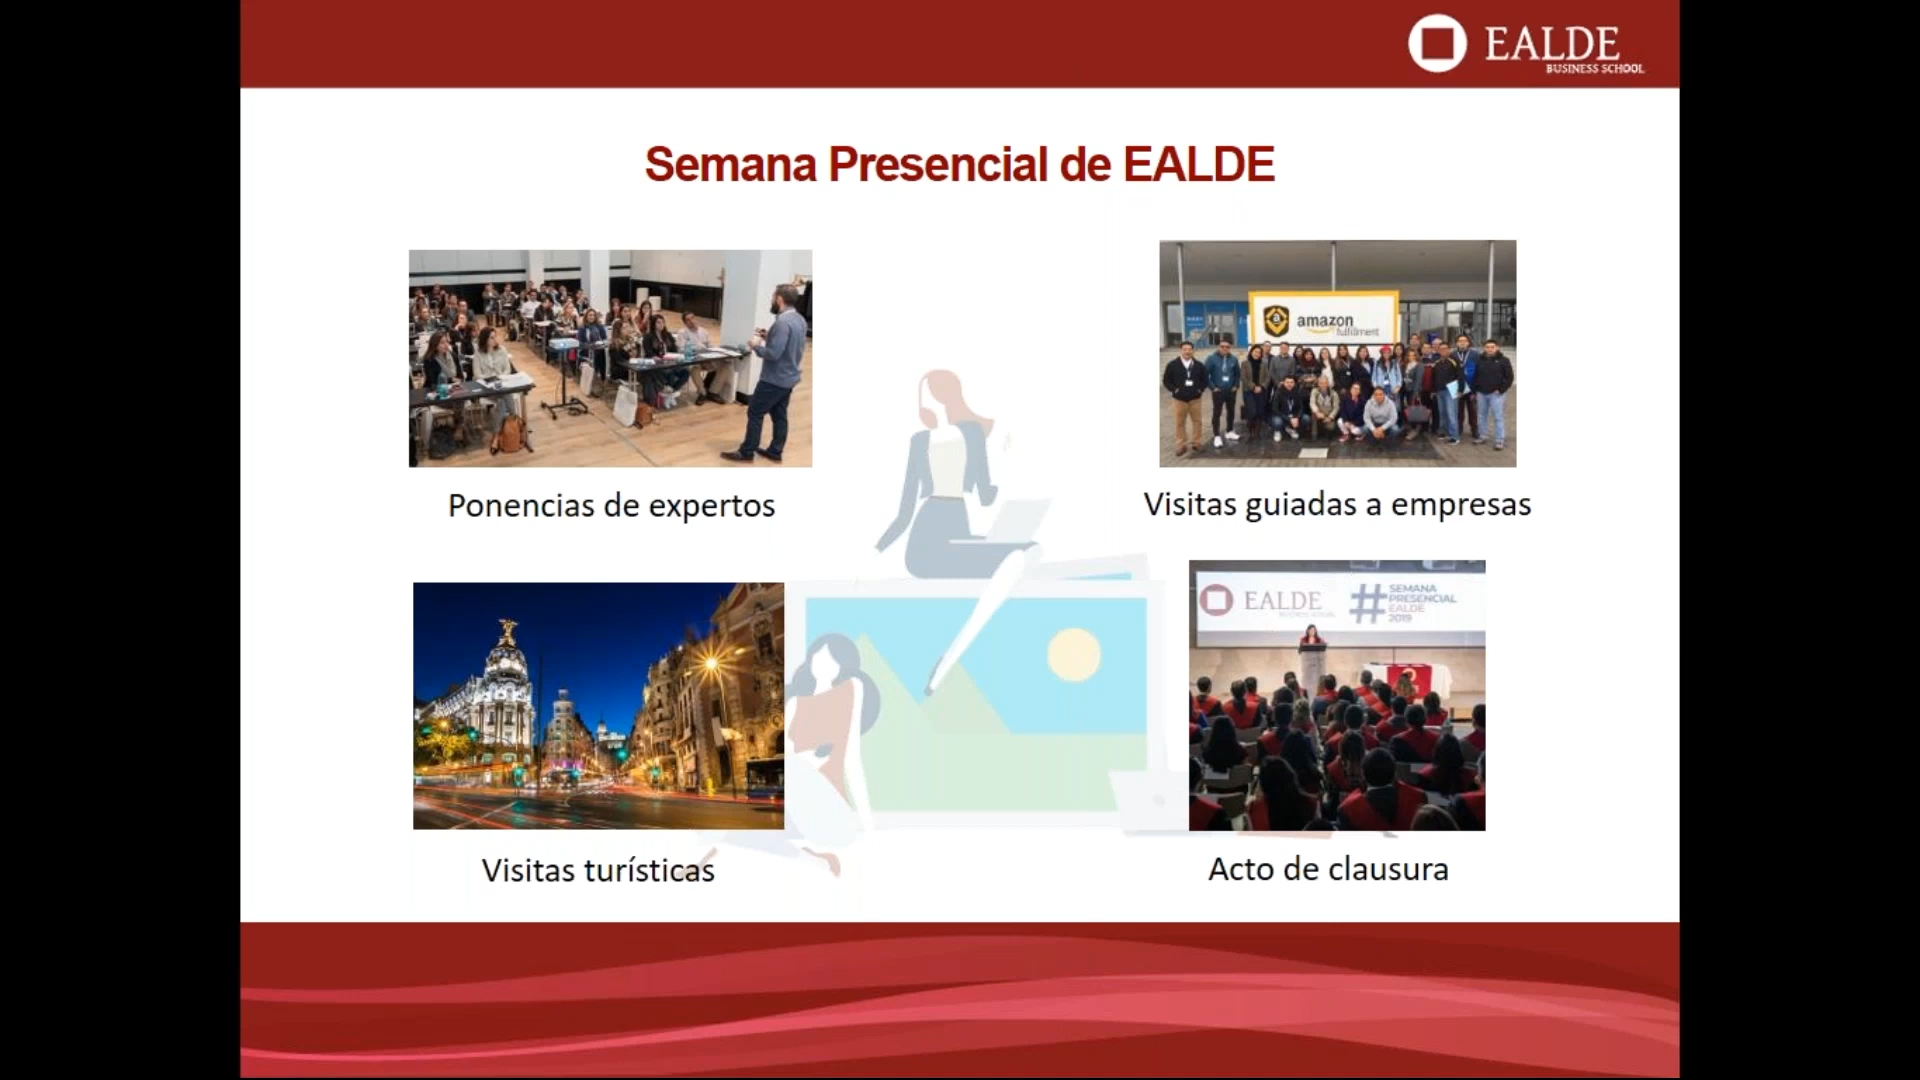 EALDE
BUSINESS SCHOOL
Semana Presencial de EALDE
amazon
fulfillment
Ponencias de expertos
Visitas guiadas a empresas
EALDE
SEMANA
PRESENCIAL
EALDE
2019
Visitas turísticas
Acto de clausura